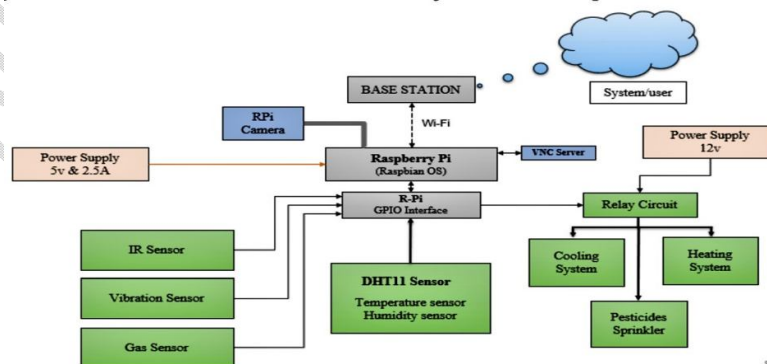 BASE STATION
System/user
RPi
Camera
Wi-Fi
Power Supply
12v
Power Supply
5v & 2.5A
Raspberry Pi
(Raspbian OS)
VNC Server
R-Pi
GPIO Interface
Relay Circuit
IR Sensor
Cooling
System
Heating
System
DHT11 Sensor
Temperature sensor
Humidity sensor
Vibration Sensor
Pesticides
Sprinkler
Gas Sensor